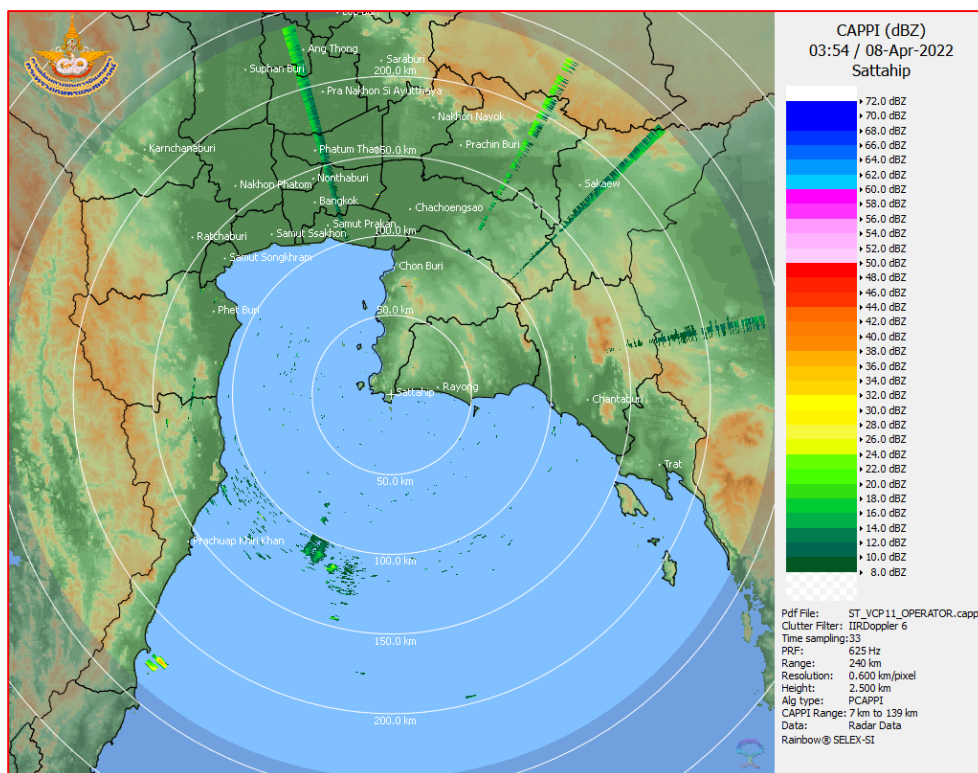 CAPPI (dBZ)
03:54 / 08-Apr-2022
Sattahip
72.0 dBZ
70.0 dBZ
68.0 dBZ
66.0 dBZ
64.0 dBZ
62.0 dBZ
60.0 dBZ
58.0 dBZ
56.0 dBZ
54.0 dBZ
52.0 dBZ
50.0 dBZ
48.0 dBZ
46.0 dBZ
44.0 dBZ
42.0 dBZ
40.0 dBZ
38.0 dBZ
36.0 dBZ
34.0 dBZ
32.0 dBZ
30.0 dBZ
28.0 dBZ
26.0 dBZ
24.0 dBZ
22.0 dBZ
20.0 dBZ
18.0 dBZ
16.0 dBZ
14.0 dBZ
12.0 dBZ
10.0 dBZ
8.0 dBZ
Pdf File: ST_VCP11_OPERATOR.capp
Clutter Filter: IIRDoppler 6
Time sampling:33
PRF: 625 Hz
Range: 240 km
Resolution: 0.600 km/pixel
Height: 2.500 km
Alg type: PCAPPI
CAPPI Range: 7 km to 139 km
Data: Radar Data
Rainbow® SELEX-SI
Ang Thong
Saraburi
Suphan Buri
200.0 km
Pra Nakhon Si Ayutthaya
Nakhon Nayok
Karnchanaburi
Phatum Than
150.0 km
Prachin Buri
Nakhon Phatom
Nonthaburi
Sakaew
Bangkok
Chachoengsao
Samut Prakan
Ratchaburi
Samut Ssakhon
100.0 km
Samut Songkhram
Chon Buri
Phet Buri
50.0 km
Sattahip
Rayong
Chantaburi
Trat
50.0 km
Prachuap Khiri Khan
100.0 km
150.0 km
200.0 km